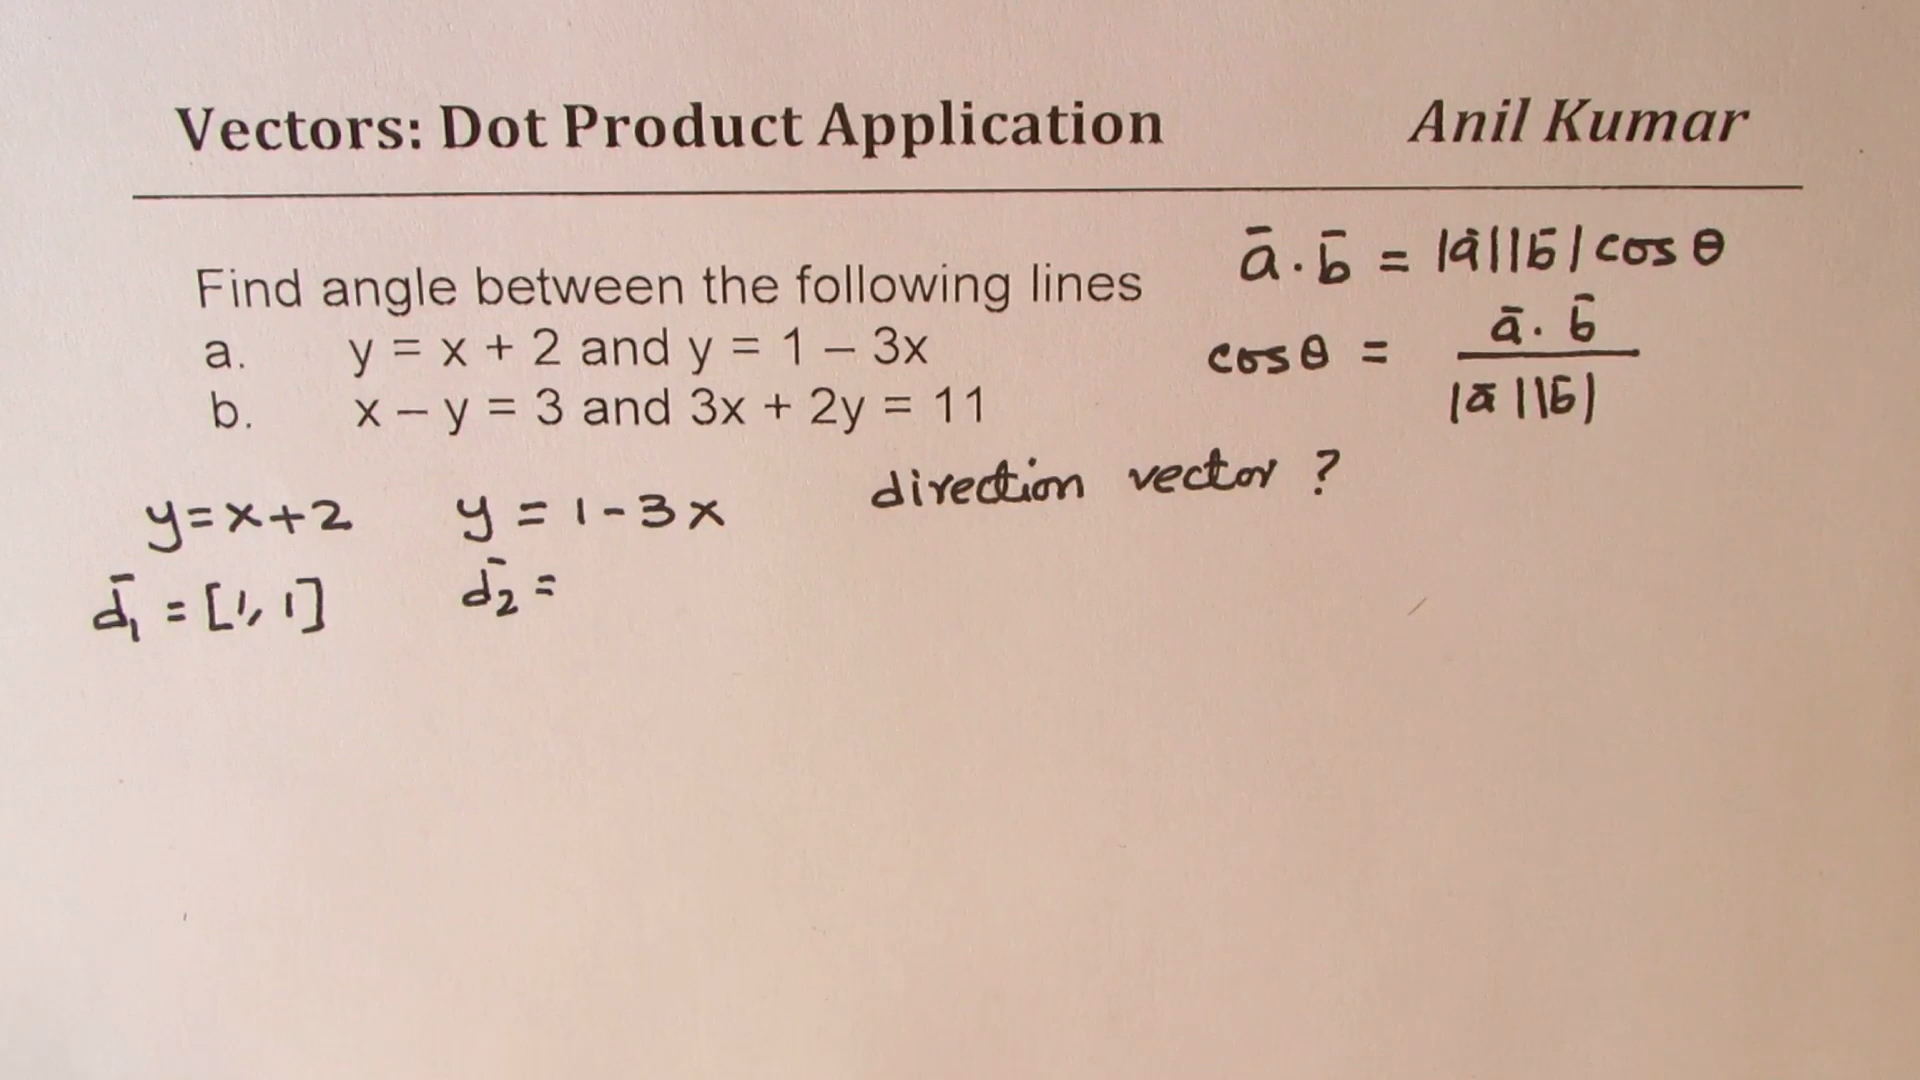 Vectors: Dot Product Application Anil Kumar
Find angle between the following lines
a. y = x + 2 and y = 1 – 3x
b. x – y = 3 and 3x + 2y = 11
ā · b̄ = |ā||b̄| cos θ
cos θ = ā · b̄ / |ā||b̄|
direction vector ?
y = x + 2 y = 1 - 3x
d̄₁ = [1, 1] d̄₂ =